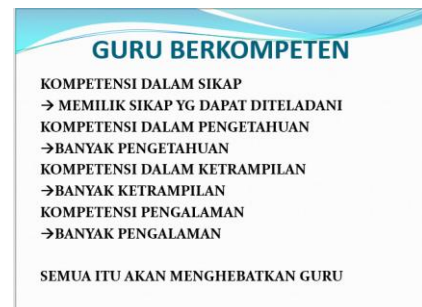 GURU BERKOMPETEN
KOMPETENSI DALAM SIKAP
→ MEMILIK SIKAP YG DAPAT DITELADANI
KOMPETENSI DALAM PENGETAHUAN
→BANYAK PENGETAHUAN
KOMPETENSI DALAM KETRAMPILAN
→BANYAK KETRAMPILAN
KOMPETENSI PENGALAMAN
→BANYAK PENGALAMAN
SEMUA ITU AKAN MENGHEBATKAN GURU